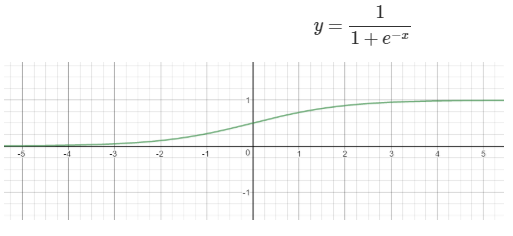 y = 1 / (1 + e^{-x})
1
-5 -4 -3 -2 -1 0 1 2 3 4 5
-1